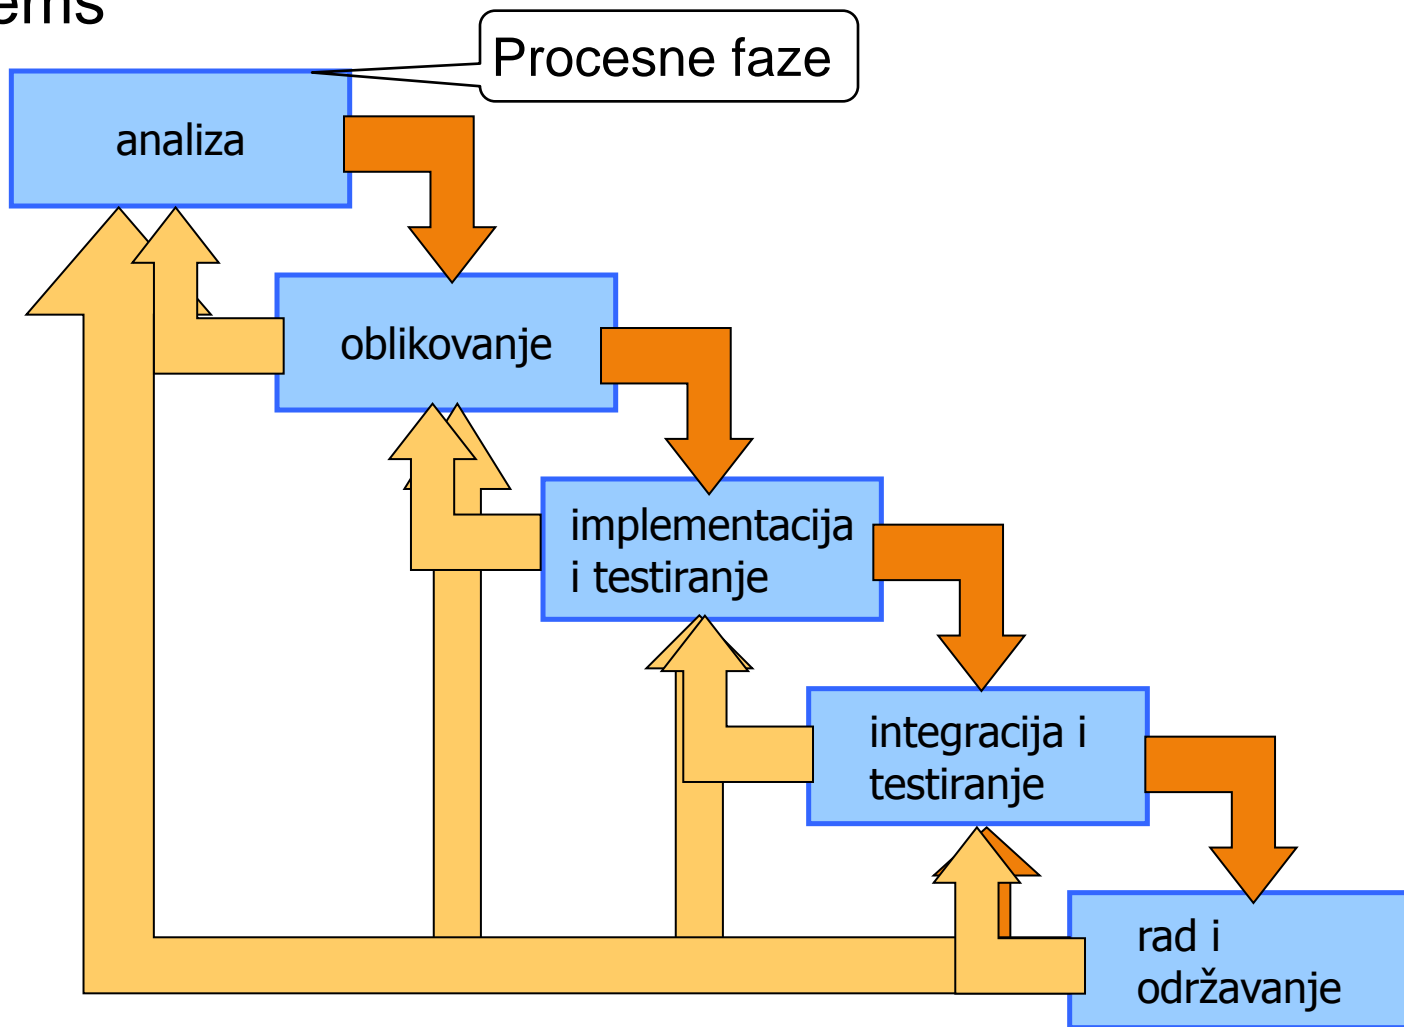 Procesne faze
analiza
oblikovanje
implementacija
i testiranje
integracija i
testiranje
rad i
održavanje